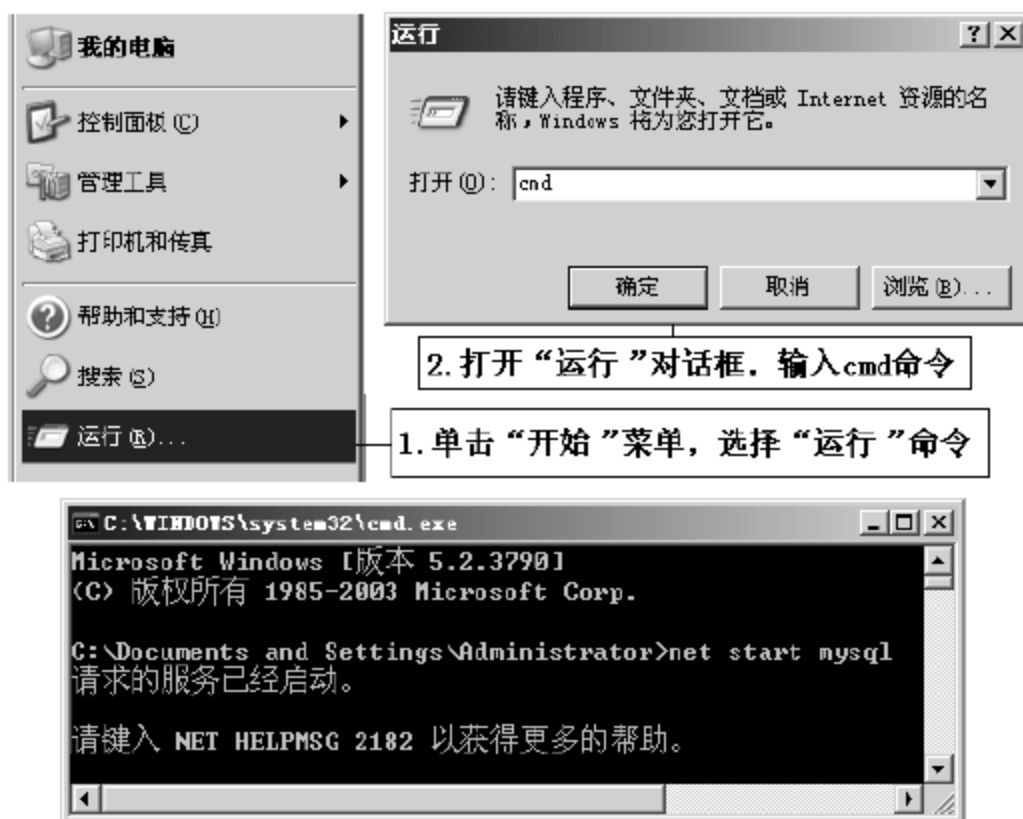 我的电脑
控制面板(C)
管理工具
打印机和传真
帮助和支持(H)
搜索(S)
运行(R)...
运行
请键入程序、文件夹、文档或 Internet 资源的名
称，Windows 将为您打开它。
打开(O)：
cmd
确定
取消
浏览(B)...
2.打开“运行”对话框．输入cmd命令
1.单击“开始”菜单，选择“运行”命令
C:\WINDOWS\system32\cmd.exe
Microsoft Windows [版本 5.2.3790]
(C) 版权所有 1985-2003 Microsoft Corp.
C:\Documents and Settings\Administrator>net start mysql
请求的服务已经启动。
请键入 NET HELPMSG 2182 以获得更多的帮助。